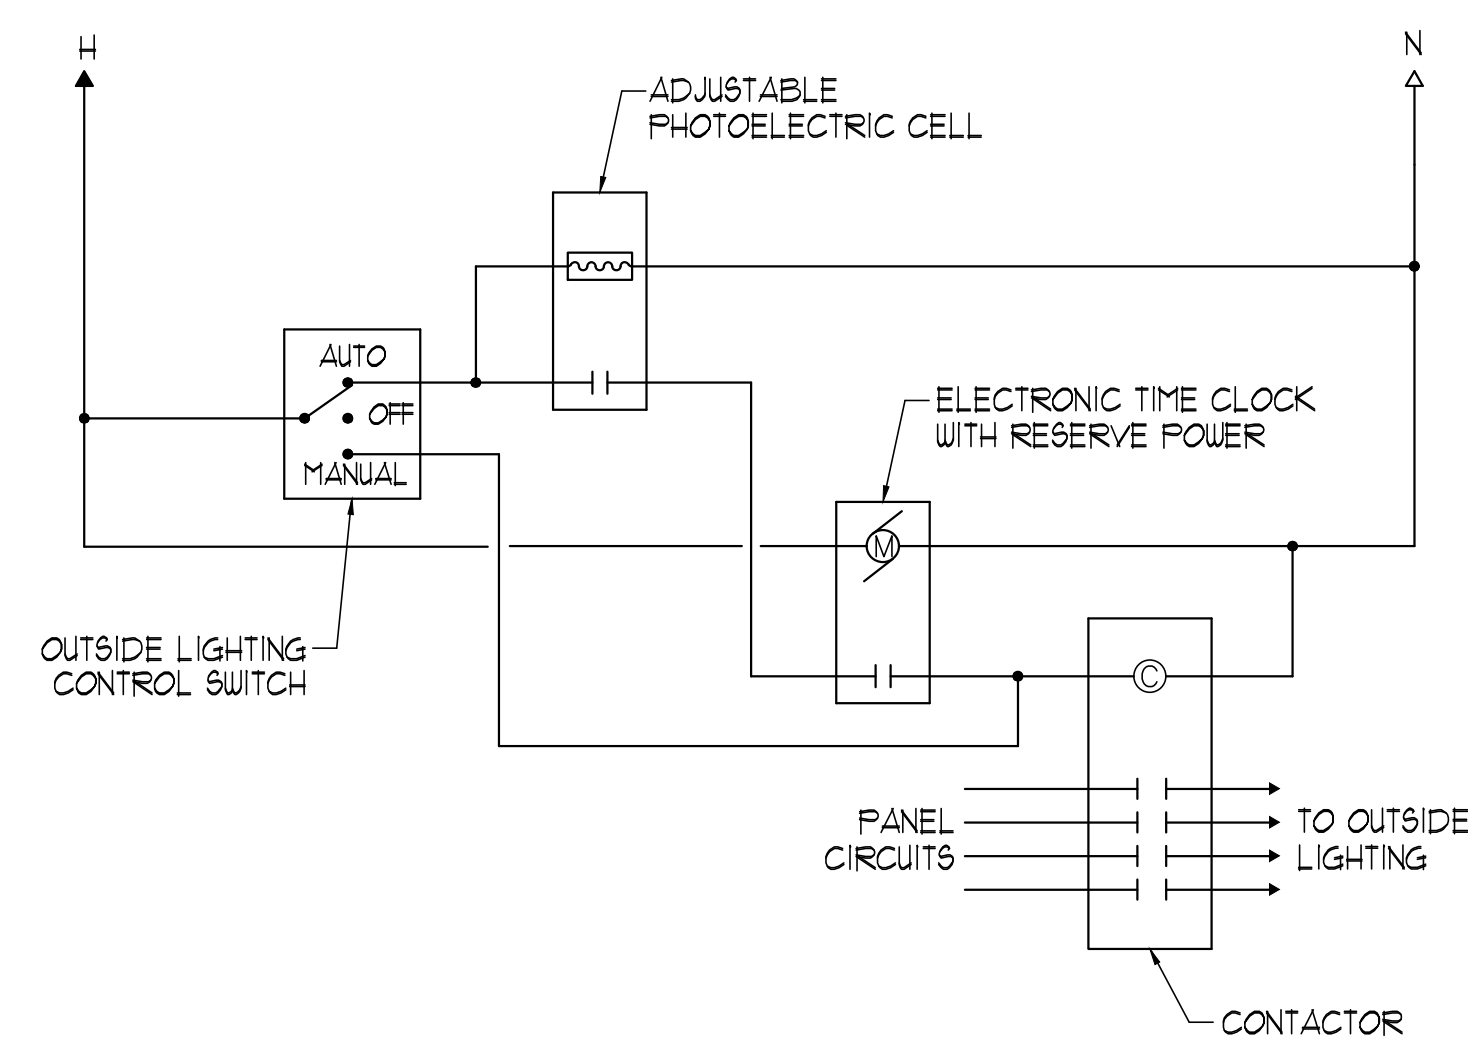 H
N
ADJUSTABLE
PHOTOELECTRIC CELL
AUTO
OFF
MANUAL
ELECTRONIC TIME CLOCK
WITH RESERVE POWER
M
OUTSIDE LIGHTING
CONTROL SWITCH
C
PANEL
CIRCUITS
TO OUTSIDE
LIGHTING
CONTACTOR